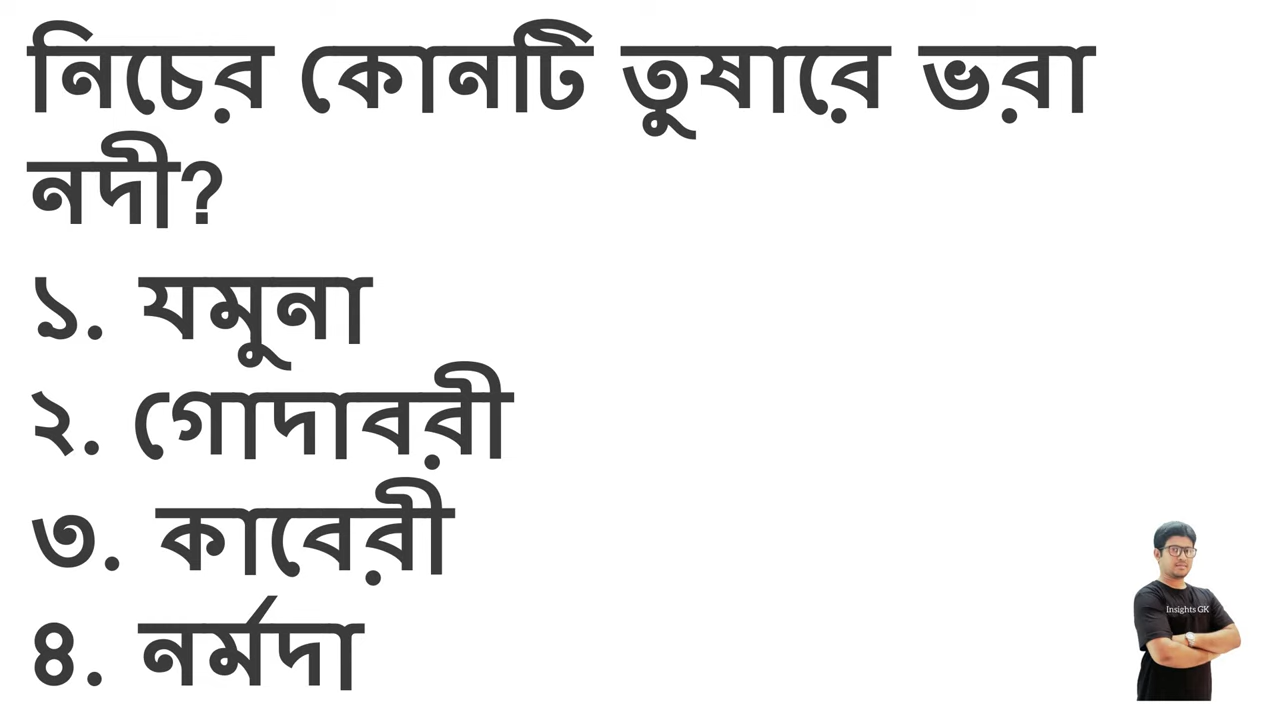 নিচের কোনটি তুষারে ভরা
নদী?
১. যমুনা
২. গোদাবরী
৩. কাবেরী
৪. নর্মদা
Insights GK